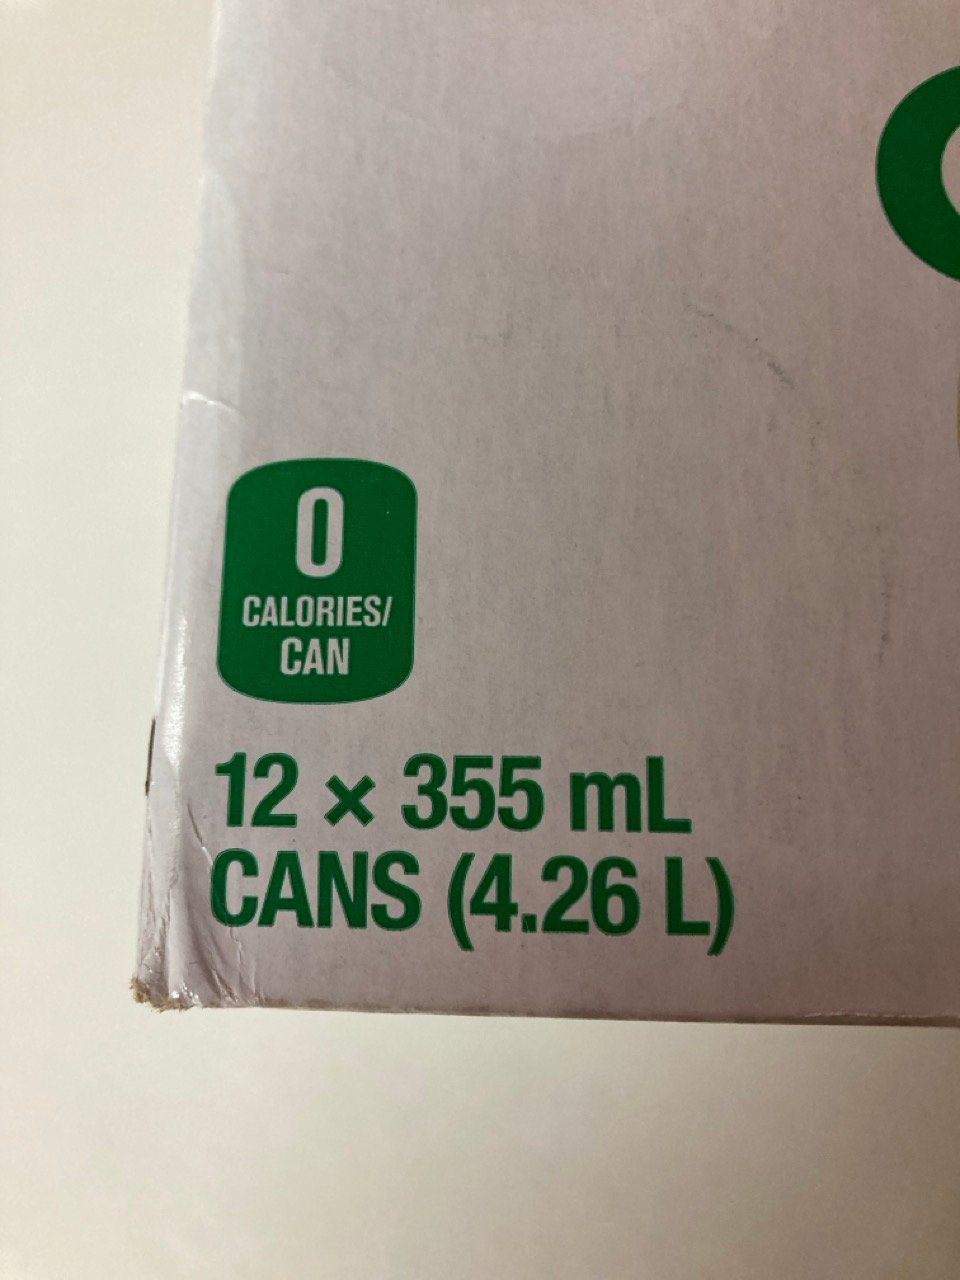 0
CALORIES/
CAN
12 × 355 mL
CANS (4.26 L)